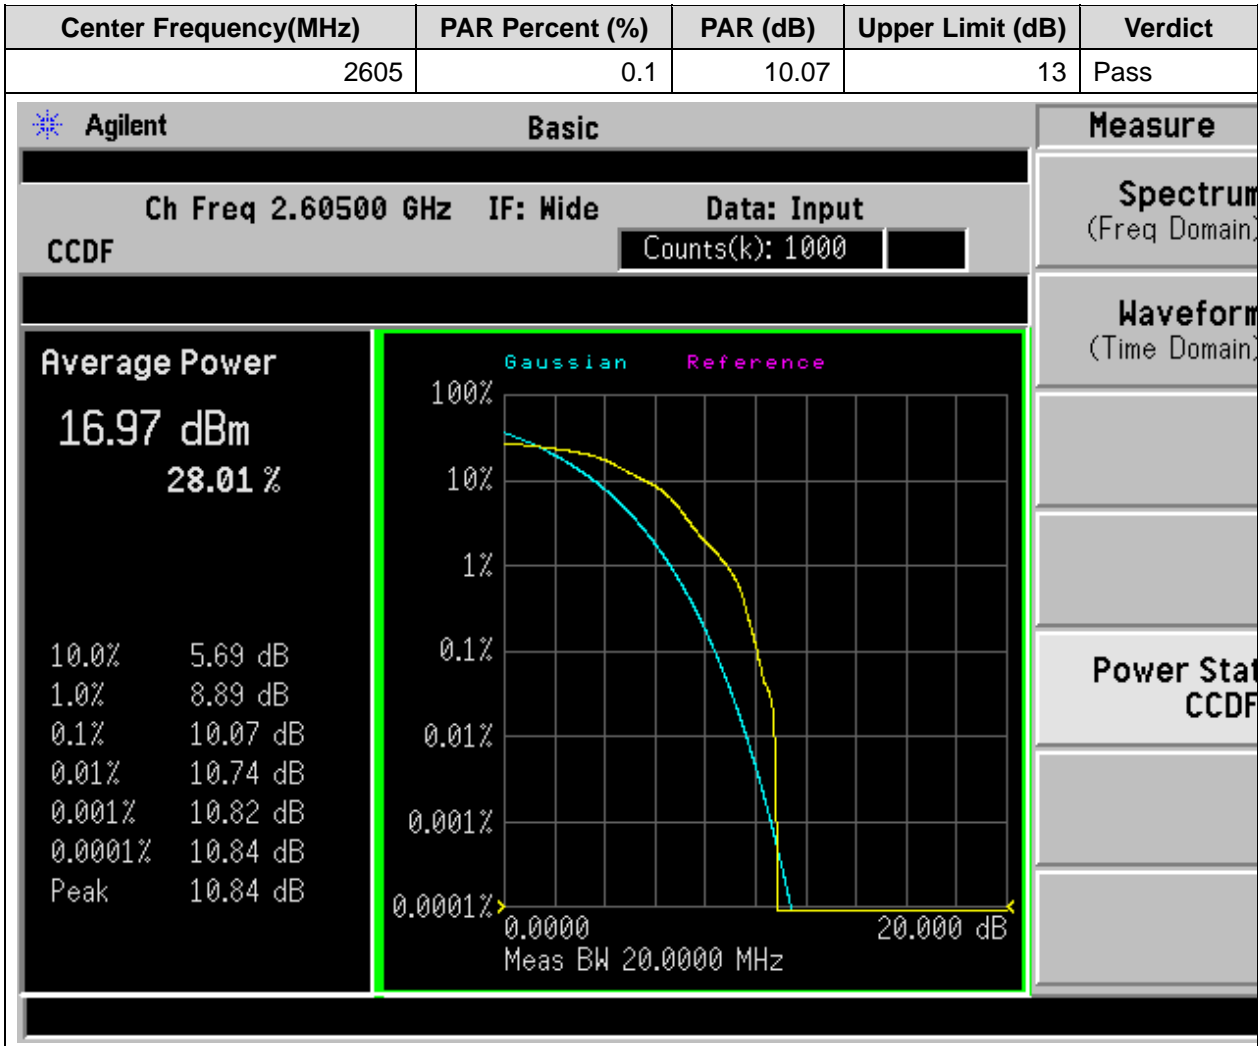 Center Frequency(MHz) PAR Percent (%) PAR (dB) Upper Limit (dB) Verdict
2605 0.1 10.07 13 Pass
Agilent Basic Measure
Ch Freq 2.60500 GHz IF: Wide Data: Input
CCDF Counts(k): 1000
Spectrum
(Freq Domain)
Waveform
(Time Domain)
Power Stat
CCDF
Average Power
16.97 dBm
28.01 %
10.0% 5.69 dB
1.0% 8.89 dB
0.1% 10.07 dB
0.01% 10.74 dB
0.001% 10.82 dB
0.0001% 10.84 dB
Peak 10.84 dB
Gaussian Reference
100%
10%
1%
0.1%
0.01%
0.001%
0.0001%
0.0000 20.000 dB
Meas BW 20.0000 MHz